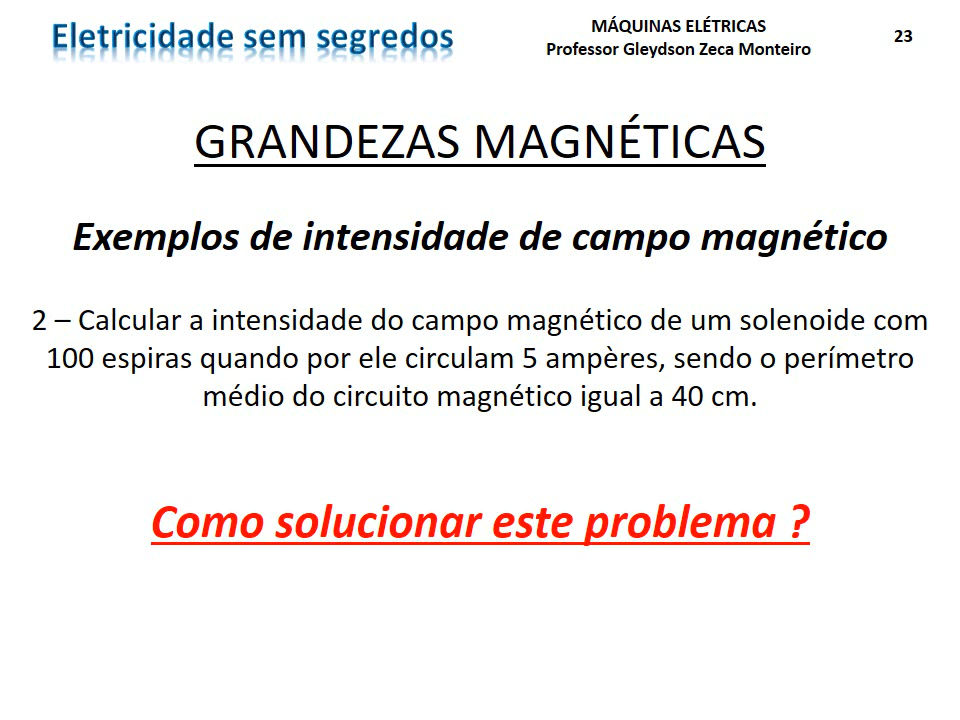 Eletricidade sem segredos
MÁQUINAS ELÉTRICAS
Professor Gleydson Zeca Monteiro
23
GRANDEZAS MAGNÉTICAS
Exemplos de intensidade de campo magnético
2 – Calcular a intensidade do campo magnético de um solenoide com
100 espiras quando por ele circulam 5 ampères, sendo o perímetro
médio do circuito magnético igual a 40 cm.
Como solucionar este problema ?